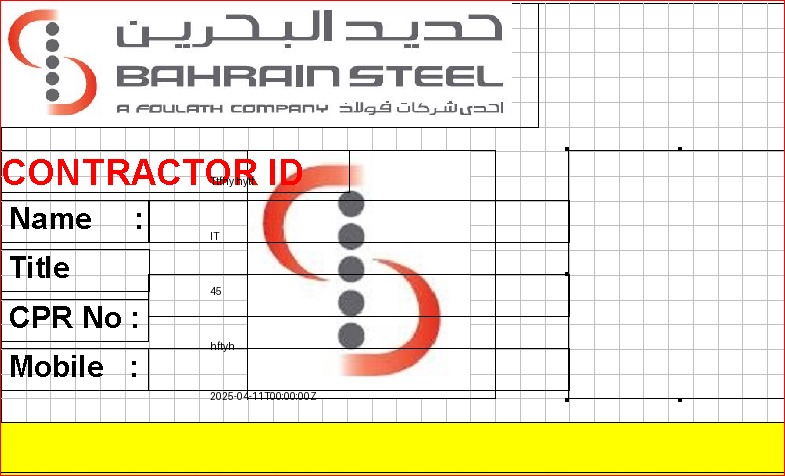 حديد البحرين
BAHRAIN STEEL
A FOULATH COMPANY احدى شركات فولاذ
CONTRACTOR ID
Name :
IT
Title
45
CPR No :
hftyh
Mobile :
2025-04-11T00:00:00Z